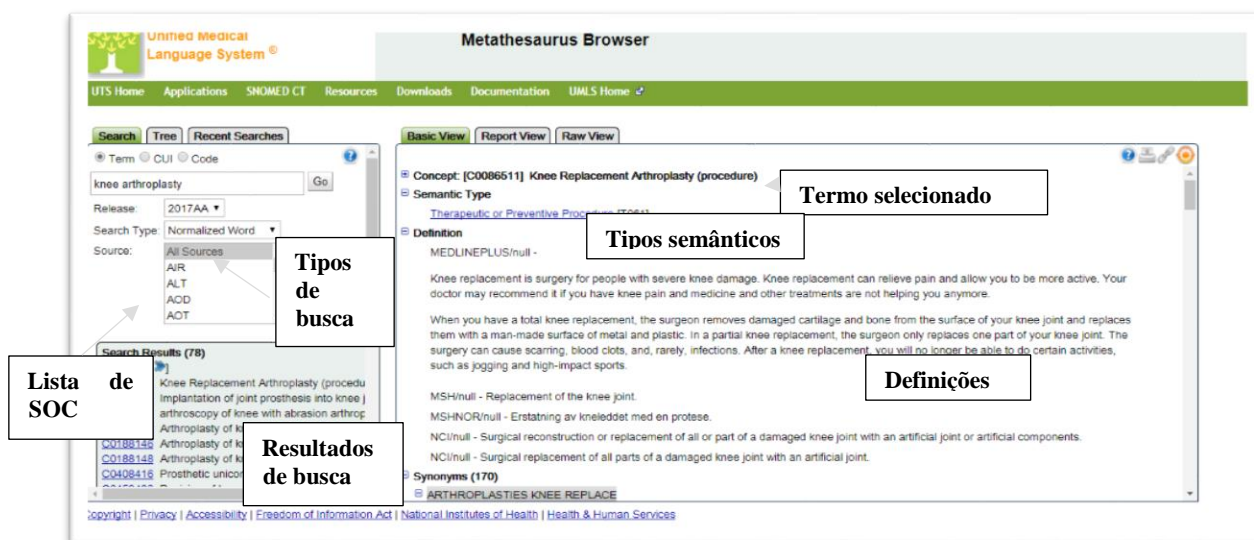 Unified Medical
Language System ©
Metathesaurus Browser
UTS Home Applications SNOMED CT Resources Downloads Documentation UMLS Home
Search Tree Recent Searches
Term CUI Code
knee arthroplasty Go
Release: 2017AA
Search Type: Normalized Word
Source: All Sources
AIR
ALT
AOD
AOT
Tipos
de
busca
Lista de
SOC
Search Results (78)
Knee Replacement Arthroplasty (procedu
Implantation of joint prosthesis into knee j
arthroscopy of knee with abrasion arthrop
Arthroplasty of
C0188146 Arthroplasty of
C0188148 Arthroplasty of
C0408416 Prosthetic
Resultados
de busca
Basic View Report View Raw View
Concept: [C0086511] Knee Replacement Arthroplasty (procedure)
Termo selecionado
Semantic Type
Therapeutic or Preventive Procedure [T061]
Tipos semânticos
Definition
MEDLINEPLUS/null -
Knee replacement is surgery for people with severe knee damage. Knee replacement can relieve pain and allow you to be more active. Your
doctor may recommend it if you have knee pain and medicine and other treatments are not helping you anymore.
When you have a total knee replacement, the surgeon removes damaged cartilage and bone from the surface of your knee joint and replaces
them with a man-made surface of metal and plastic. In a partial knee replacement, the surgeon only replaces one part of your knee joint. The
surgery can cause scarring, blood clots, and, rarely, infections. After a knee replacement, you will no longer be able to do certain activities,
such as jogging and high-impact sports.
Definições
MSH/null - Replacement of the knee joint.
MSHNOR/null - Erstatning av kneleddet med en protese.
NCI/null - Surgical reconstruction or replacement of all or part of a damaged knee joint with an artificial joint or artificial components.
NCI/null - Surgical replacement of all parts of a damaged knee joint with an artificial joint.
Synonyms (170)
ARTHROPLASTIES KNEE REPLACE
Copyright | Privacy | Accessibility | Freedom of Information Act | National Institutes of Health | Health & Human Services